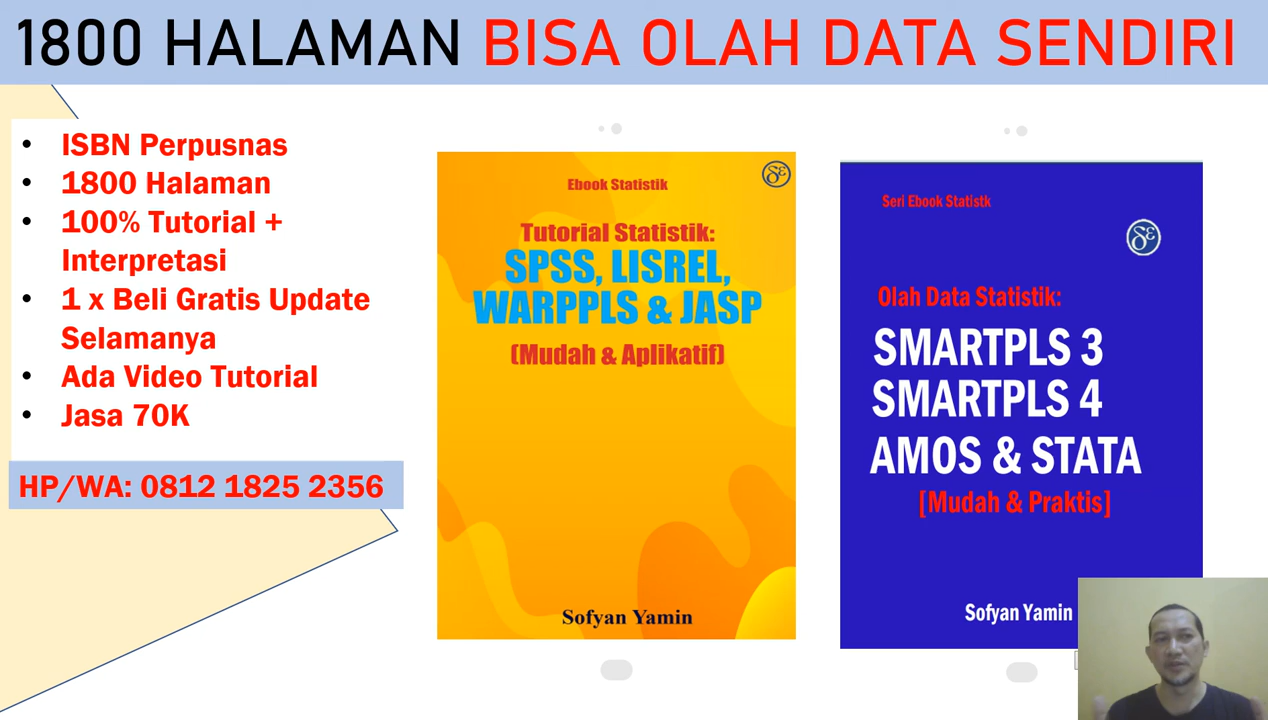 1800 HALAMAN BISA OLAH DATA SENDIRI
• ISBN Perpusnas
• 1800 Halaman
• 100% Tutorial +
Interpretasi
• 1 x Beli Gratis Update
Selamanya
• Ada Video Tutorial
• Jasa 70K
HP/WA: 0812 1825 2356
Ebook Statistik
Tutorial Statistik:
SPSS, LISREL,
WARPPLS & JASP
(Mudah & Aplikatif)
Sofyan Yamin
Seri Ebook Statistk
Olah Data Statistik:
SMARTPLS 3
SMARTPLS 4
AMOS & STATA
[Mudah & Praktis]
Sofyan Yamin